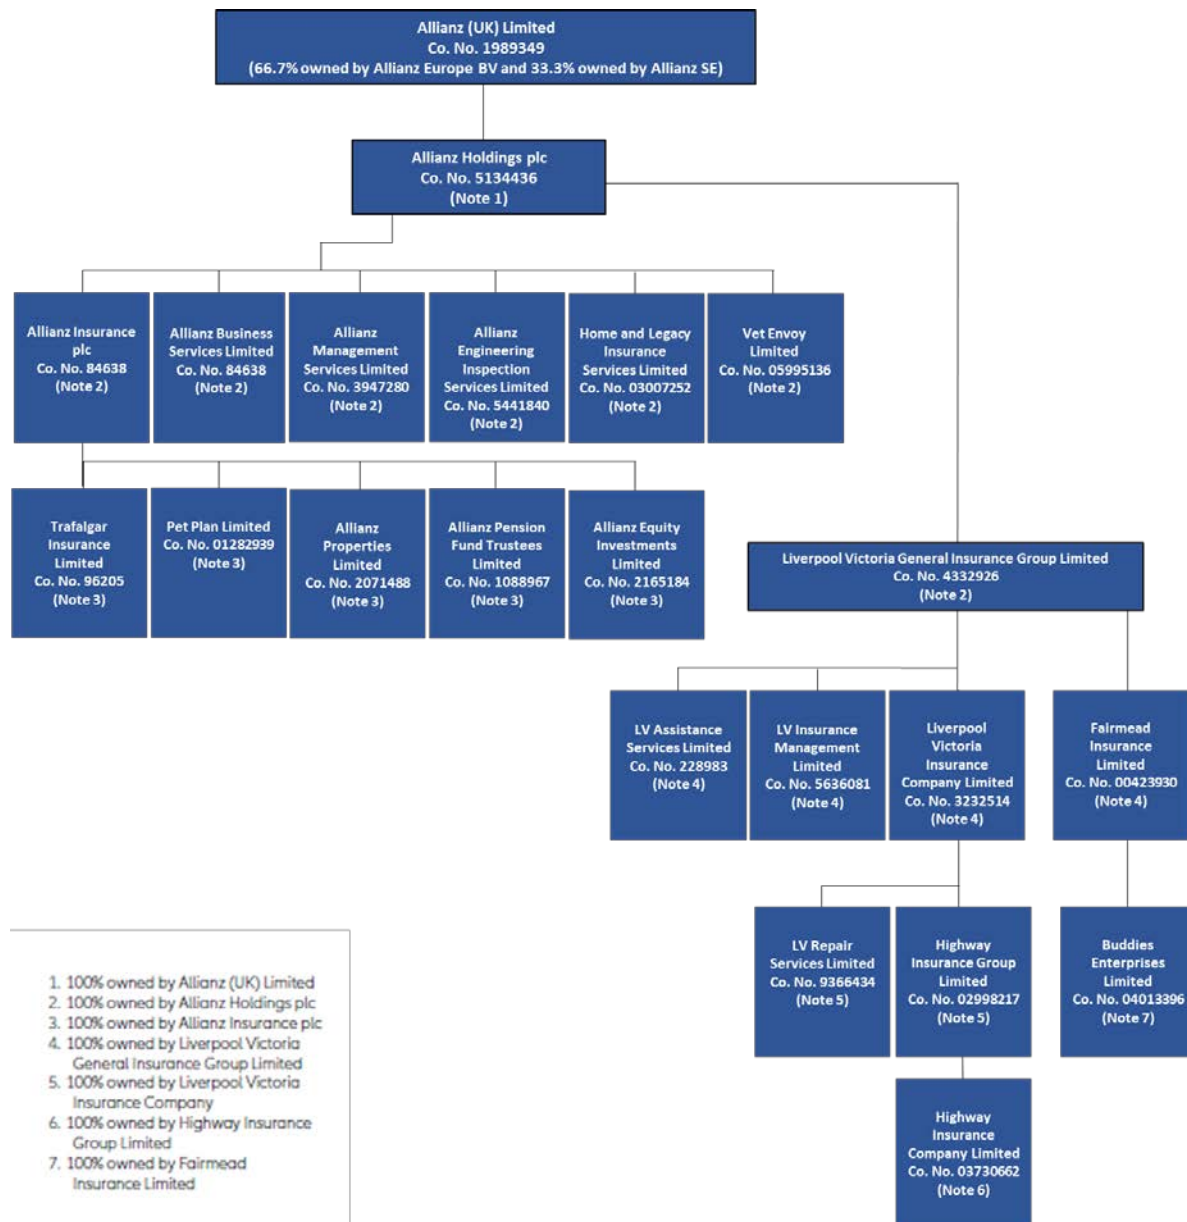 Allianz (UK) Limited
Co. No. 1989349
(66.7% owned by Allianz Europe BV and 33.3% owned by Allianz SE)
Allianz Holdings plc
Co. No. 5134436
(Note 1)
Allianz Insurance
plc
Co. No. 84638
(Note 2)
Allianz Business
Services Limited
Co. No. 84638
(Note 2)
Allianz
Management
Services Limited
Co. No. 3947280
(Note 2)
Allianz
Engineering
Inspection
Services Limited
Co. No. 5441840
(Note 2)
Home and Legacy
Insurance
Services Limited
Co. No. 03007252
(Note 2)
Vet Envoy
Limited
Co. No. 05995136
(Note 2)
Trafalgar
Insurance
Limited
Co. No. 96205
(Note 3)
Pet Plan Limited
Co. No. 01282939
(Note 3)
Allianz
Properties
Limited
Co. No. 2071488
(Note 3)
Allianz Pension
Fund Trustees
Limited
Co. No. 1088967
(Note 3)
Allianz Equity
Investments
Limited
Co. No. 2165184
(Note 3)
Liverpool Victoria General Insurance Group Limited
Co. No. 4332926
(Note 2)
LV Assistance
Services Limited
Co. No. 228983
(Note 4)
LV Insurance
Management
Limited
Co. No. 5636081
(Note 4)
Liverpool
Victoria
Insurance
Company Limited
Co. No. 3232514
(Note 4)
Fairmead
Insurance
Limited
Co. No. 00423930
(Note 4)
LV Repair
Services Limited
Co. No. 9366434
(Note 5)
Highway
Insurance Group
Limited
Co. No. 02998217
(Note 5)
Buddies
Enterprises
Limited
Co. No. 04013396
(Note 7)
Highway
Insurance
Company Limited
Co. No. 03730662
(Note 6)
1. 100% owned by Allianz (UK) Limited
2. 100% owned by Allianz Holdings plc
3. 100% owned by Allianz Insurance plc
4. 100% owned by Liverpool Victoria
General Insurance Group Limited
5. 100% owned by Liverpool Victoria
Insurance Company
6. 100% owned by Highway Insurance
Group Limited
7. 100% owned by Fairmead
Insurance Limited